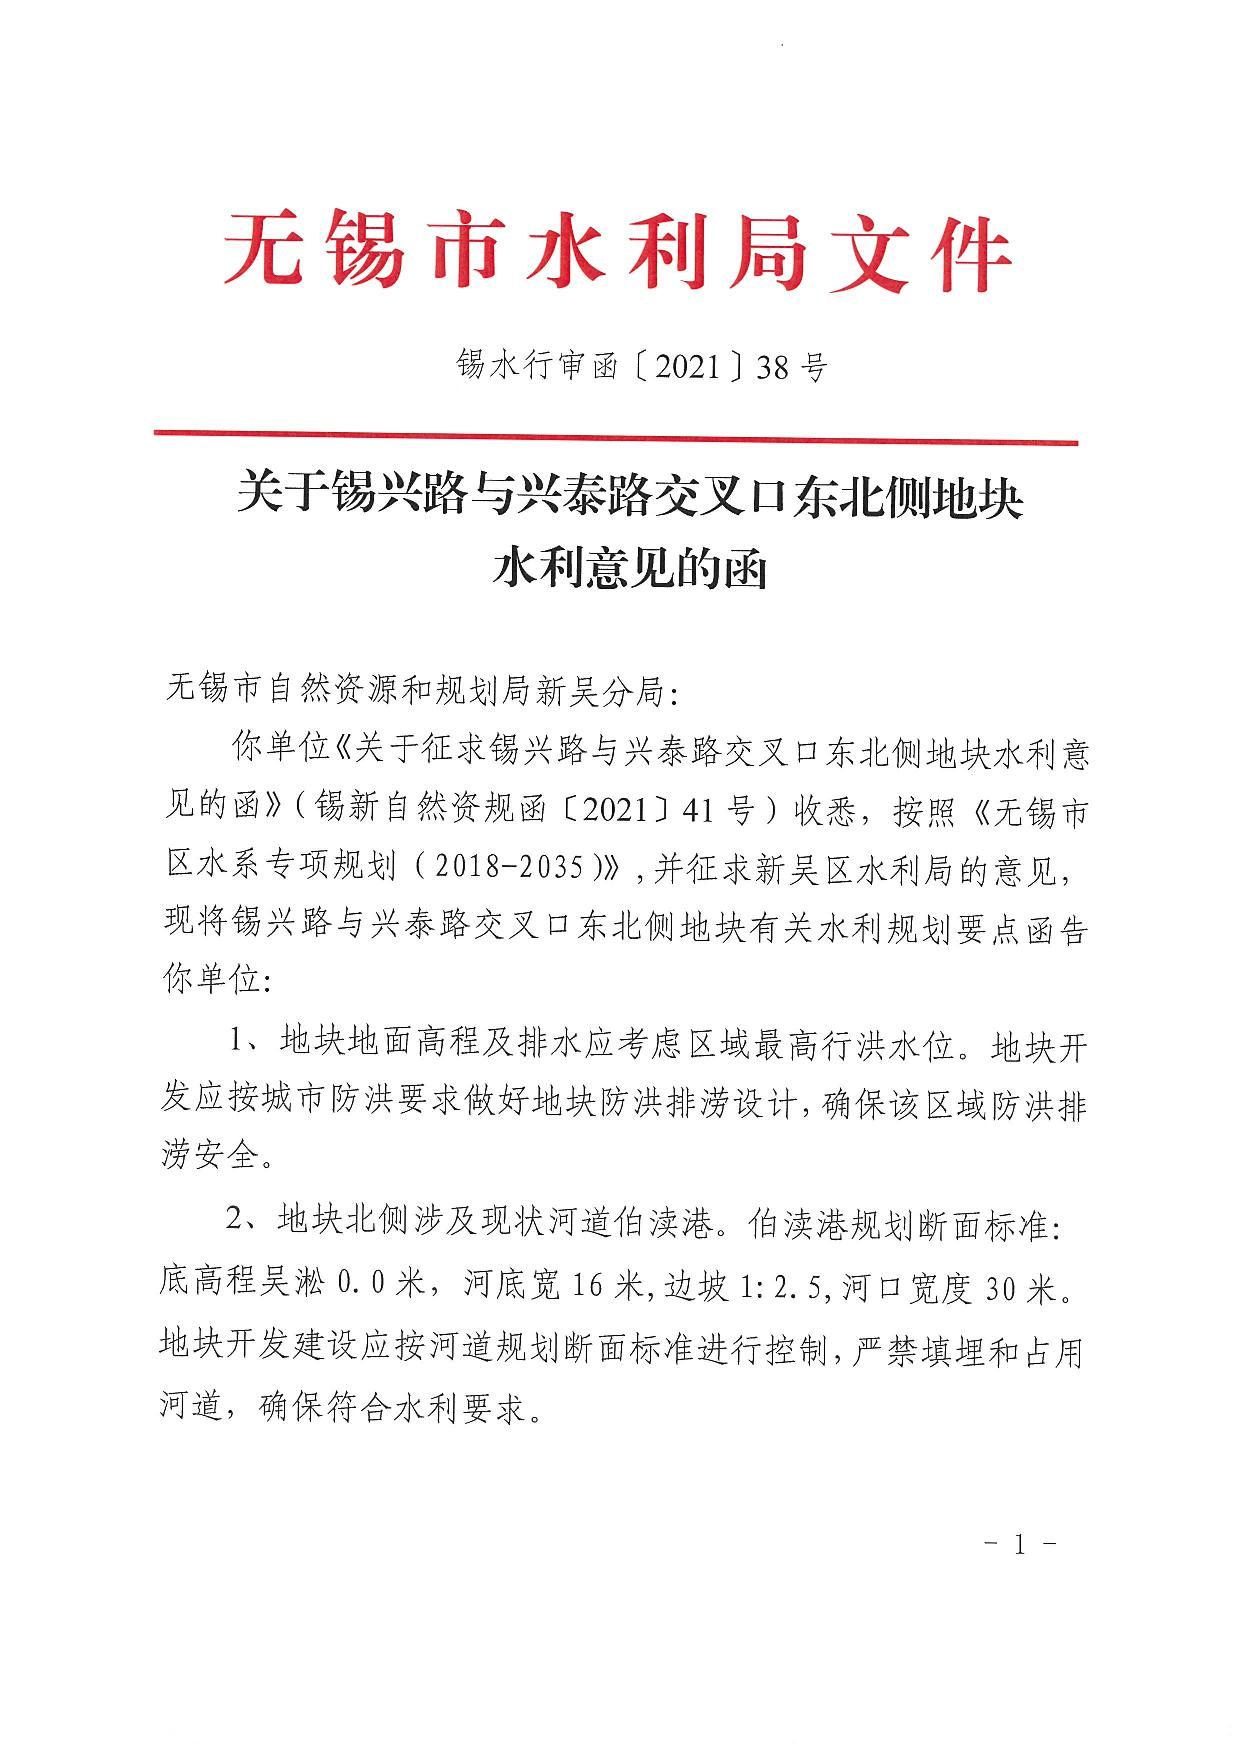 无锡市水利局文件
锡水行审函〔2021〕38 号
关于锡兴路与兴泰路交叉口东北侧地块
水利意见的函
无锡市自然资源和规划局新吴分局：
你单位《关于征求锡兴路与兴泰路交叉口东北侧地块水利意
见的函》（锡新自然资规函〔2021〕41 号）收悉，按照《无锡市
区水系专项规划（2018-2035）》,并征求新吴区水利局的意见，
现将锡兴路与兴泰路交叉口东北侧地块有关水利规划要点函告
你单位：
1、地块地面高程及排水应考虑区域最高行洪水位。地块开
发应按城市防洪要求做好地块防洪排涝设计,确保该区域防洪排
涝安全。
2、地块北侧涉及现状河道伯渎港。伯渎港规划断面标准：
底高程吴淞 0.0 米，河底宽 16 米,边坡 1:2.5,河口宽度 30 米。
地块开发建设应按河道规划断面标准进行控制,严禁填埋和占用
河道，确保符合水利要求。
- 1 -